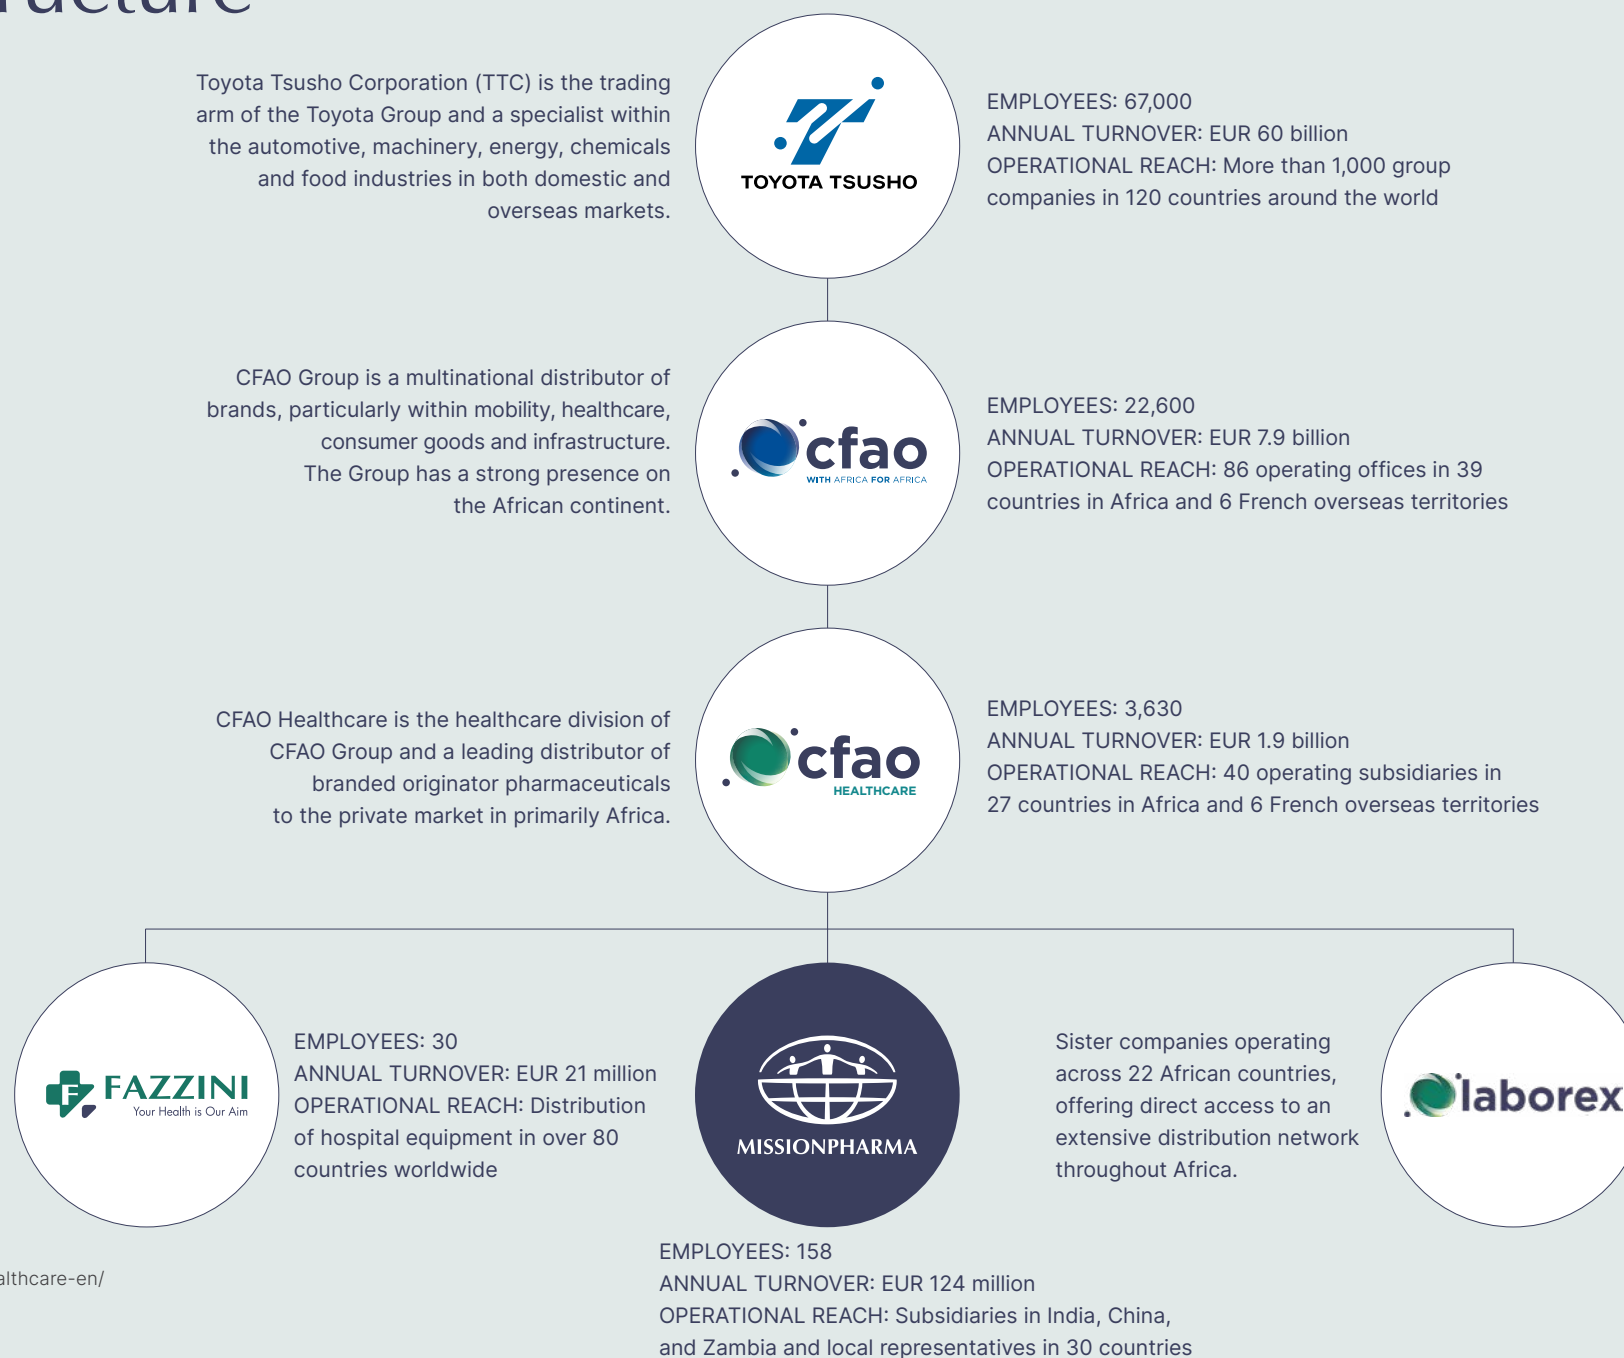 Toyota Tsusho Corporation (TTC) is the trading
arm of the Toyota Group and a specialist within
the automotive, machinery, energy, chemicals
and food industries in both domestic and
overseas markets.
TOYOTA TSUSHO
EMPLOYEES: 67,000
ANNUAL TURNOVER: EUR 60 billion
OPERATIONAL REACH: More than 1,000 group
companies in 120 countries around the world
CFAO Group is a multinational distributor of
brands, particularly within mobility, healthcare,
consumer goods and infrastructure.
The Group has a strong presence on
the African continent.
cfao
WITH AFRICA FOR AFRICA
EMPLOYEES: 22,600
ANNUAL TURNOVER: EUR 7.9 billion
OPERATIONAL REACH: 86 operating offices in 39
countries in Africa and 6 French overseas territories
CFAO Healthcare is the healthcare division of
CFAO Group and a leading distributor of
branded originator pharmaceuticals
to the private market in primarily Africa.
cfao
HEALTHCARE
EMPLOYEES: 3,630
ANNUAL TURNOVER: EUR 1.9 billion
OPERATIONAL REACH: 40 operating subsidiaries in
27 countries in Africa and 6 French overseas territories
F FAZZINI
Your Health is Our Aim
EMPLOYEES: 30
ANNUAL TURNOVER: EUR 21 million
OPERATIONAL REACH: Distribution
of hospital equipment in over 80
countries worldwide
MISSIONPHARMA
EMPLOYEES: 158
ANNUAL TURNOVER: EUR 124 million
OPERATIONAL REACH: Subsidiaries in India, China,
and Zambia and local representatives in 30 countries
Sister companies operating
across 22 African countries,
offering direct access to an
extensive distribution network
throughout Africa.
laborex
althcare-en/